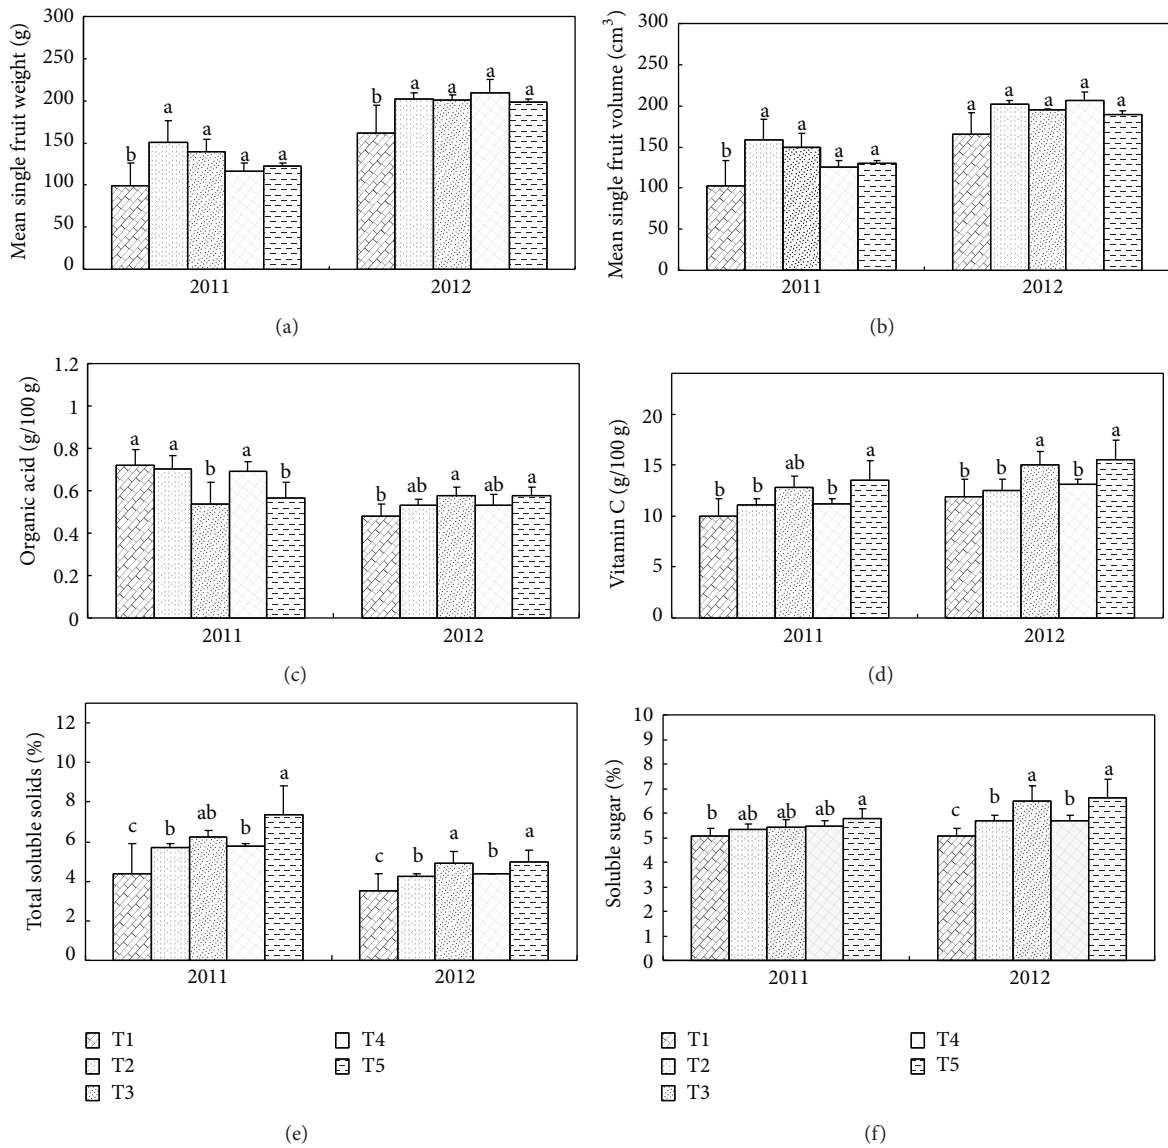 Mean single fruit weight (g)
300
250
200
150
100
50
0
b
a
a
a
a
b
a
a
a
a
2011
2012
(a)
Mean single fruit volume (cm³)
300
250
200
150
100
50
0
b
a
a
a
a
a
a
a
a
a
2011
2012
(b)
Organic acid (g/100 g)
1.2
1
0.8
0.6
0.4
0.2
0
a
a
b
a
b
b
ab
a
ab
a
2011
2012
(c)
Vitamin C (g/100 g)
20
15
10
5
0
b
b
ab
b
a
b
b
a
b
a
2011
2012
(d)
Total soluble solids (%)
12
10
8
6
4
2
0
c
b
ab
b
a
c
b
a
b
a
2011
2012
T1
T2
T3
T4
T5
(e)
Soluble sugar (%)
10
9
8
7
6
5
4
3
2
1
0
b
ab
ab
ab
a
c
b
a
b
a
2011
2012
T1
T2
T3
T4
T5
(f)